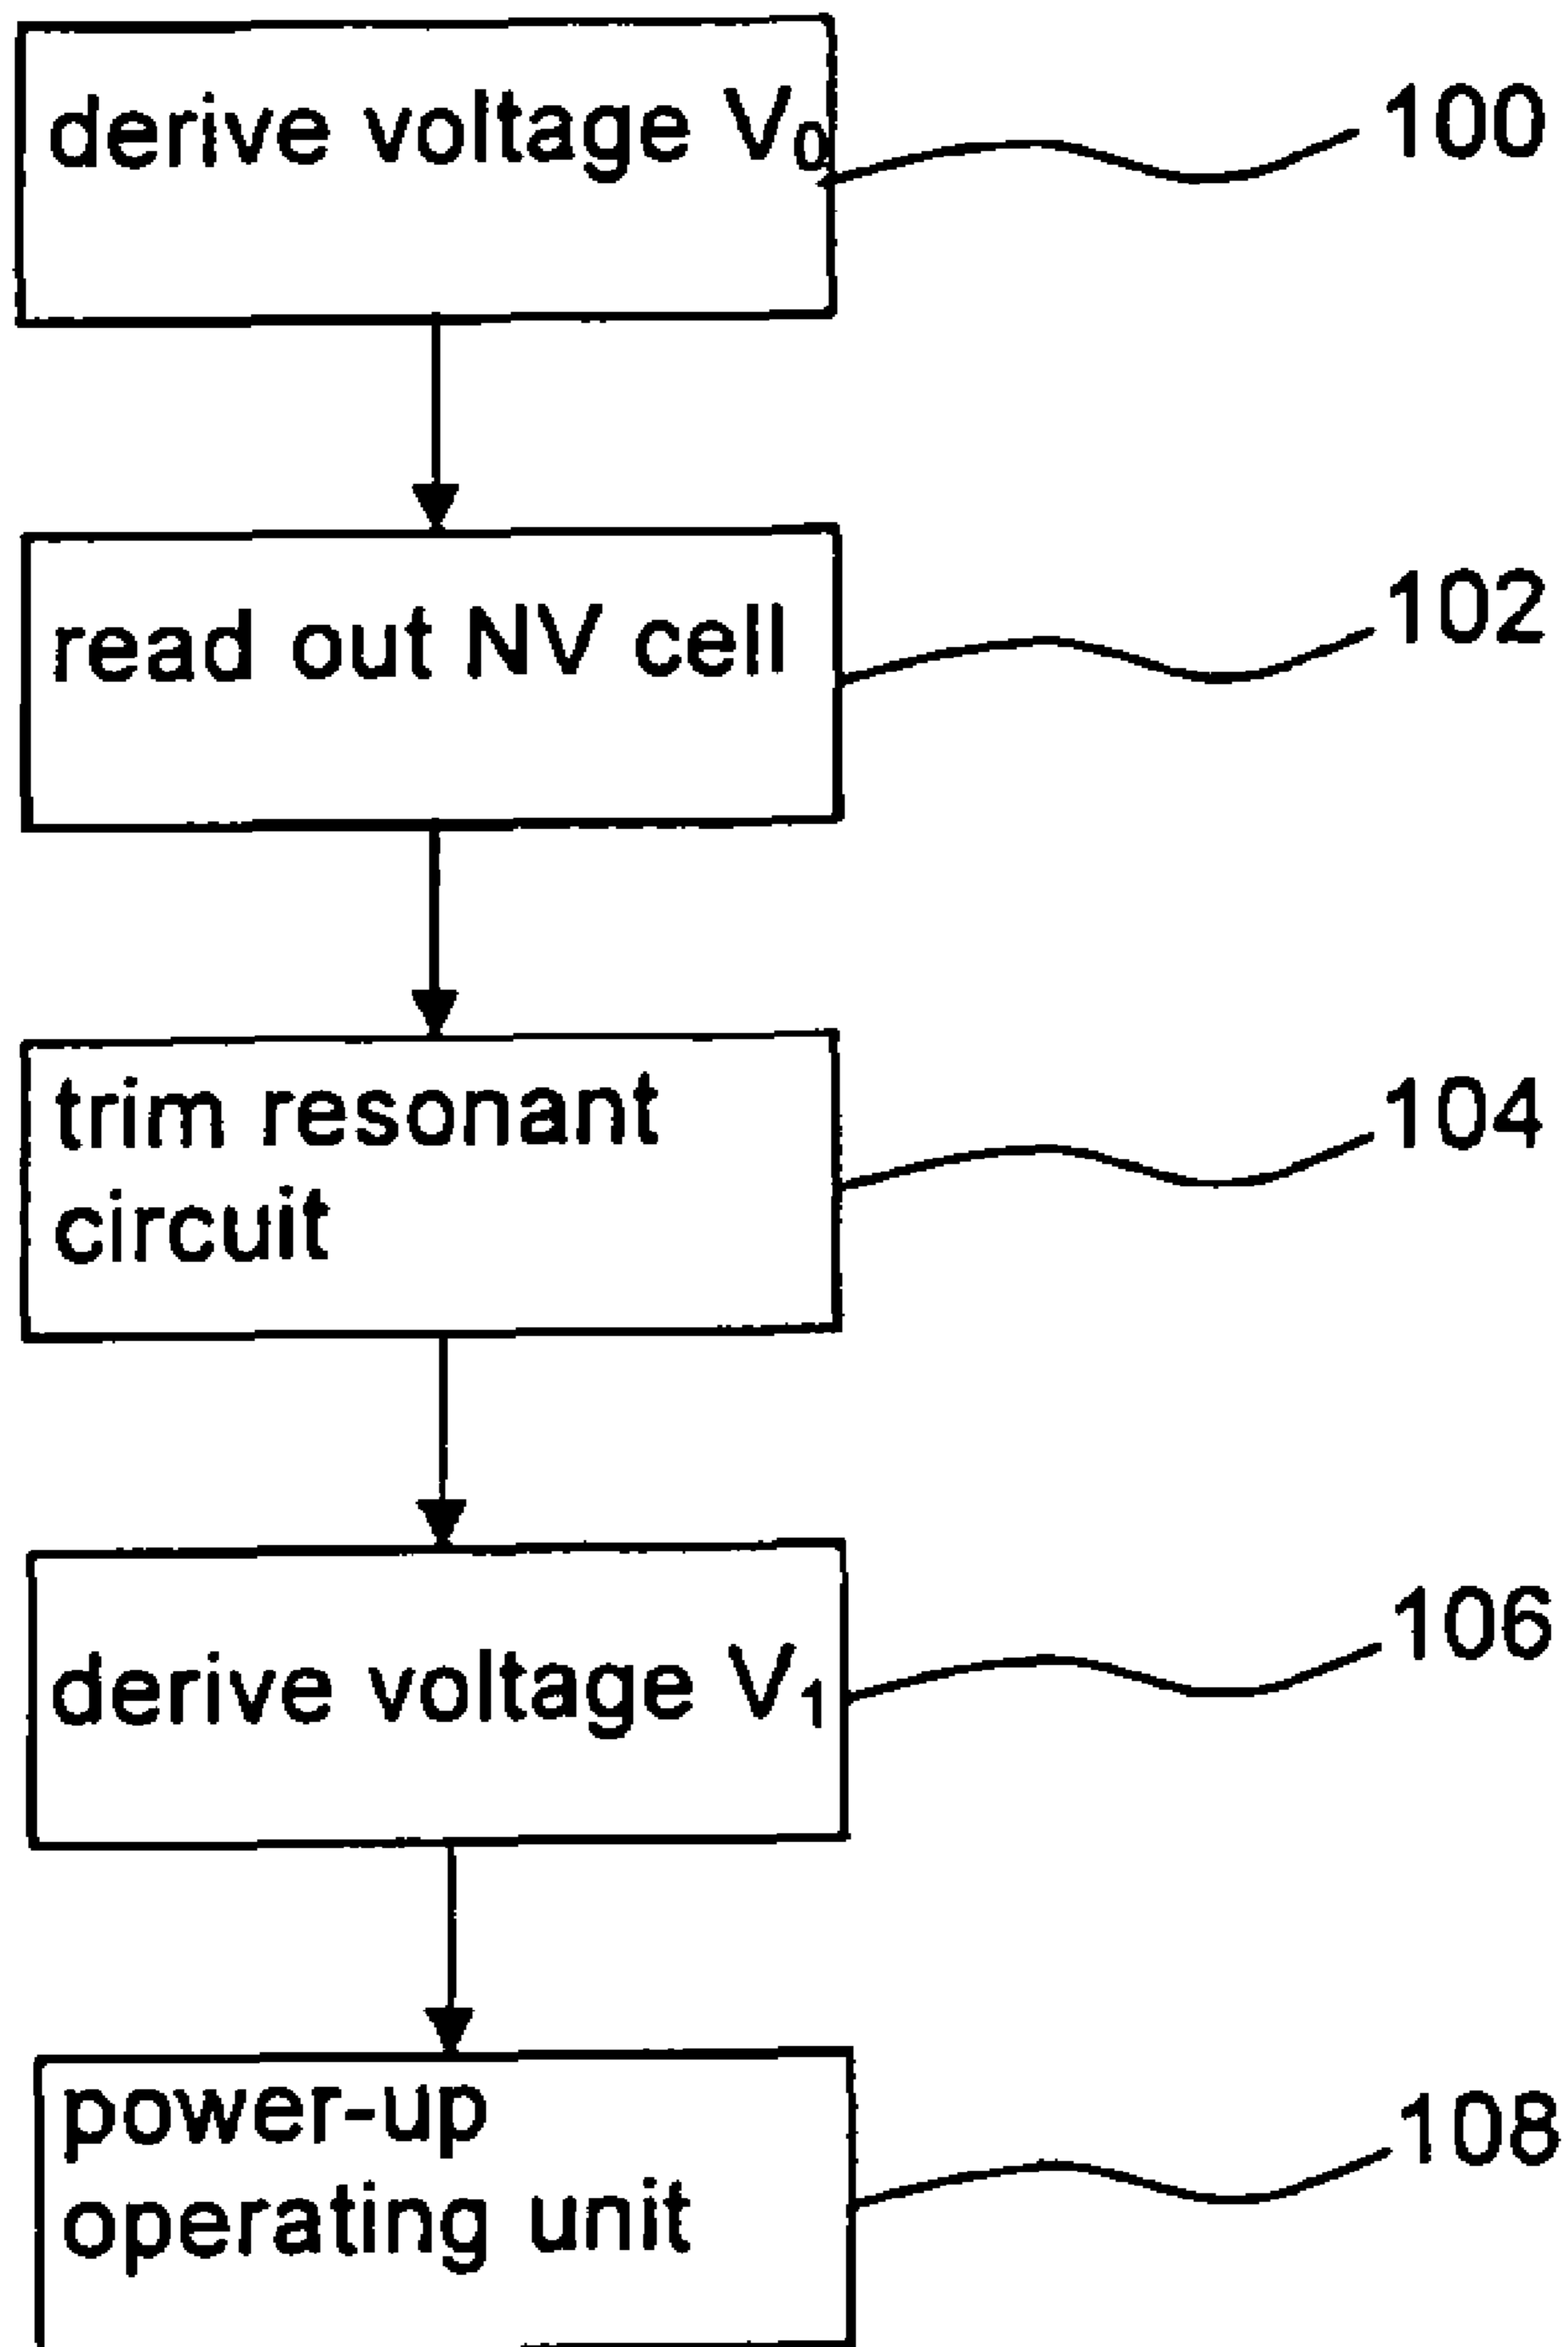 derive voltage V₀
100
read out NV cell
102
trim resonant
circuit
104
derive voltage V₁
106
power-up
operating unit
108